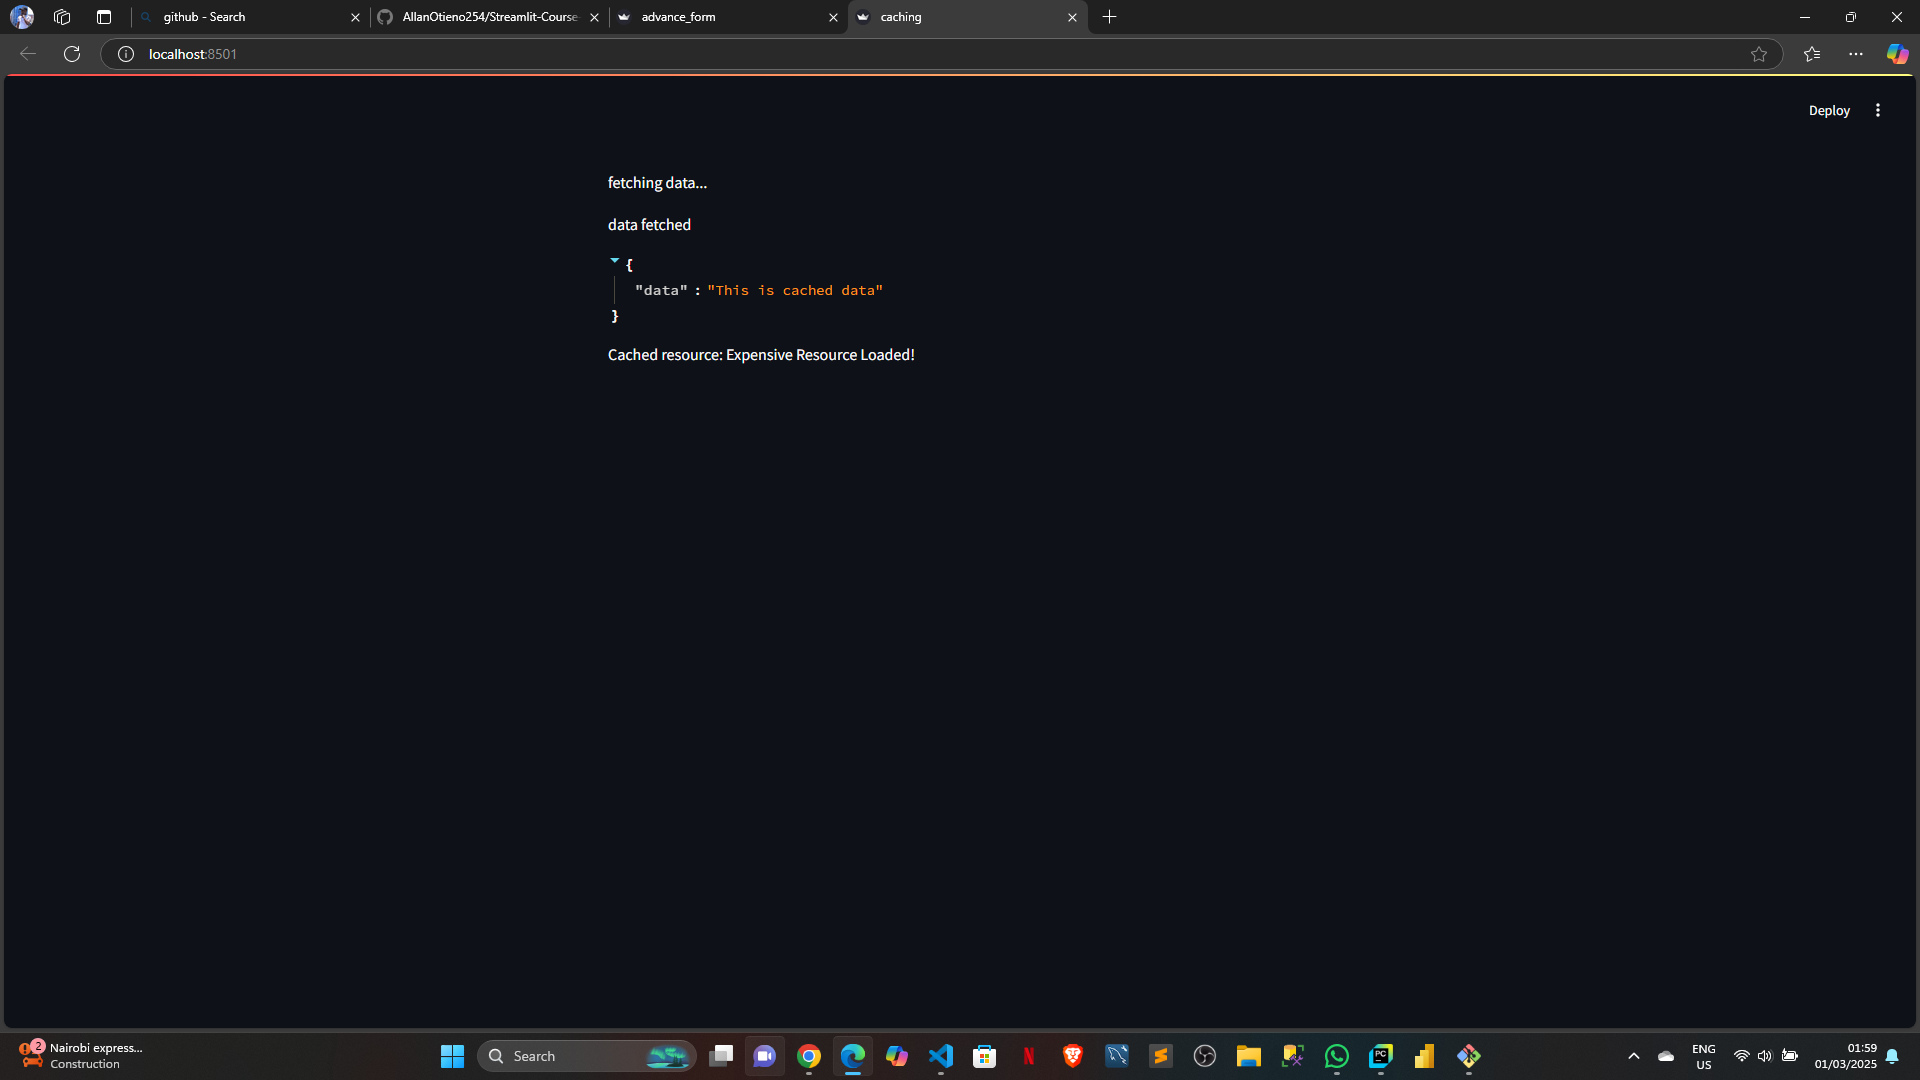 github - Search
AllanOtieno254/Streamlit-Course-
advance_form
caching
localhost:8501
Deploy
fetching data...
data fetched
{
"data" : "This is cached data"
}
Cached resource: Expensive Resource Loaded!
2
Nairobi express...
Construction
Search
N
S
PC
ENG
US
01:59
01/03/2025